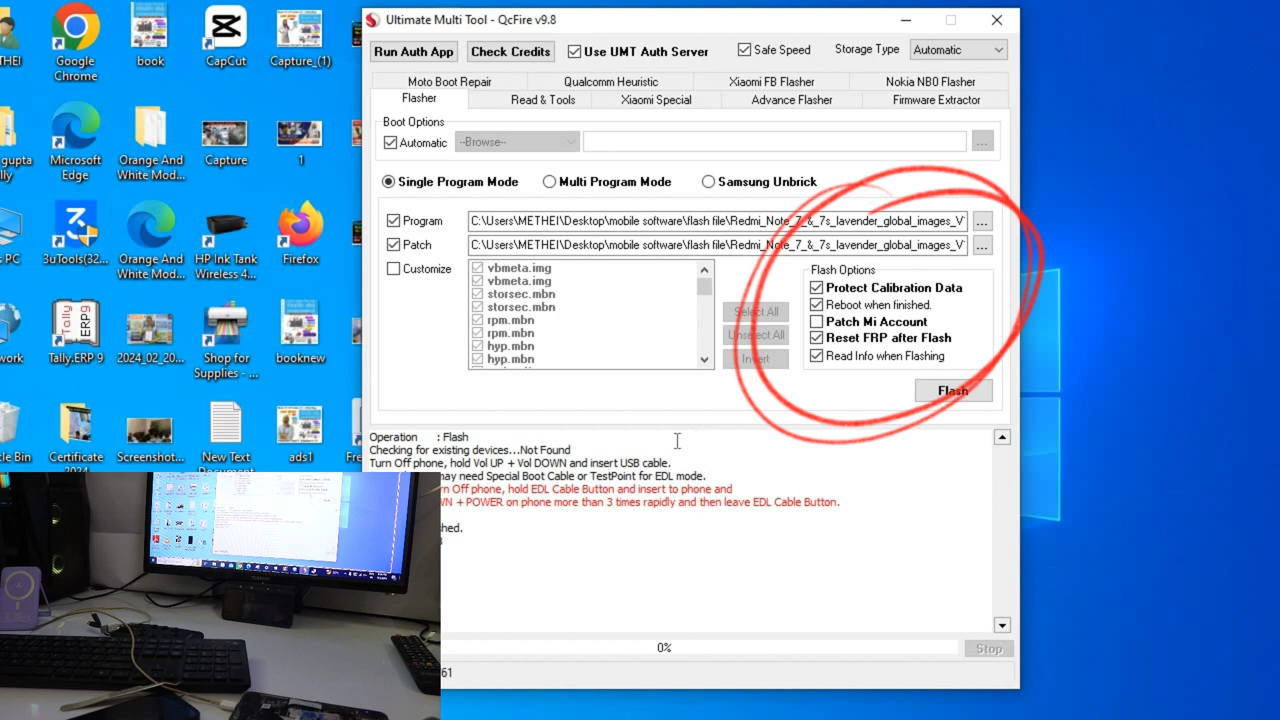 Ultimate Multi Tool - QcFire v9.8
Run Auth App Check Credits Use UMT Auth Server Safe Speed Storage Type Automatic
Moto Boot Repair Qualcomm Heuristic Xiaomi FB Flasher Nokia NB0 Flasher
Flasher Read & Tools Xiaomi Special Advance Flasher Firmware Extractor
Boot Options
Automatic --Browse-- ...
Single Program Mode Multi Program Mode Samsung Unbrick
Program C:\Users\METHEI\Desktop\mobile software\flash file\Redmi_Note_7_&_7s_lavender_global_images_V ...
Patch C:\Users\METHEI\Desktop\mobile software\flash file\Redmi_Note_7_&_7s_lavender_global_images_V ...
Customize
vbmeta.img
vbmeta.img
storsec.mbn
storsec.mbn
rpm.mbn
rpm.mbn
hyp.mbn
hyp.mbn
Select All
Unselect All
Invert
Flash Options
Protect Calibration Data
Reboot when finished.
Patch Mi Account
Reset FRP after Flash
Read Info when Flashing
Flash
Operation : Flash
Checking for existing devices...Not Found
Turn Off phone, hold Vol UP + Vol DOWN and insert USB cable.
may need Special Boot Cable or TestPoint for EDL mode.
rn Off phone, hold EDL Cable Button and insert to phone and
WN + POWER on phone more than 3 times rapidly and then leave EDL Cable Button.
hed.
0%
Stop
61
THEI
Google
Chrome
book
CapCut
Capture_(1)
gupta
lly
Microsoft
Edge
Orange And
White Mod...
Capture
1
s PC
3uTools(32...
Orange And
White Mod...
HP Ink Tank
Wireless 4...
Firefox
work
Tally
ERP9
Tally.ERP 9
2024_02_20...
Shop for
Supplies - ...
booknew
cle Bin
Certificate
2024
Screenshot...
New Text
Document
ads1
Fre